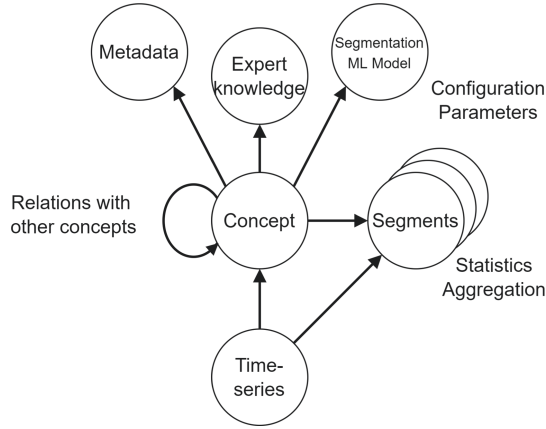 Metadata
Expert
knowledge
Segmentation
ML Model
Configuration
Parameters
Relations with
other concepts
Concept
Segments
Statistics
Aggregation
Time-
series